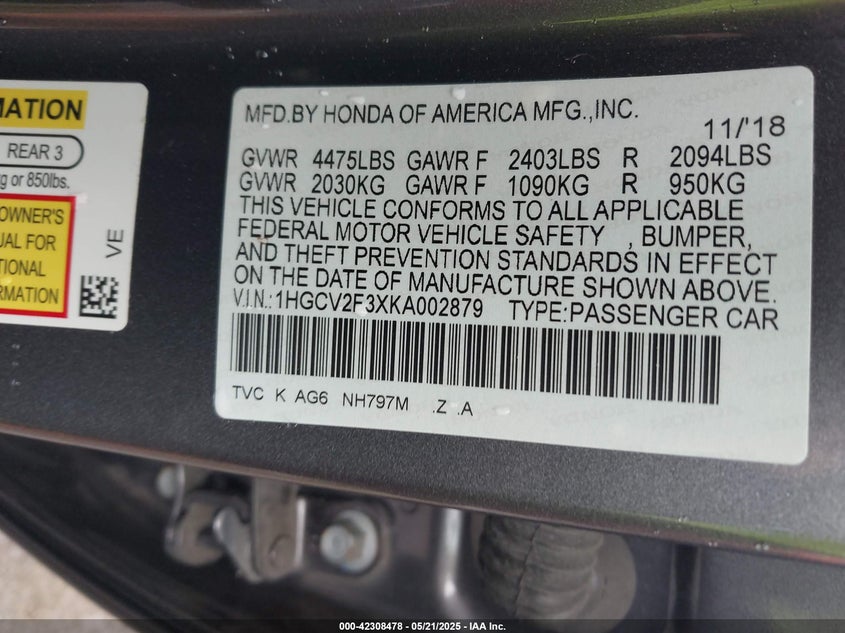 MATION
REAR 3
kg or 850lbs.
OWNER'S
UAL FOR
TIONAL
RMATION
VE
MFD.BY HONDA OF AMERICA MFG.,INC.
11/'18
GVWR 4475LBS GAWR F 2403LBS R 2094LBS
GVWR 2030KG GAWR F 1090KG R 950KG
THIS VEHICLE CONFORMS TO ALL APPLICABLE
FEDERAL MOTOR VEHICLE SAFETY , BUMPER,
AND THEFT PREVENTION STANDARDS IN EFFECT
ON THE DATE OF MANUFACTURE SHOWN ABOVE.
V.I.N.:1HGCV2F3XKA002879 TYPE:PASSENGER CAR
TVC K AG6 NH797M .Z .A
000-42308478 - 05/21/2025 - IAA Inc.